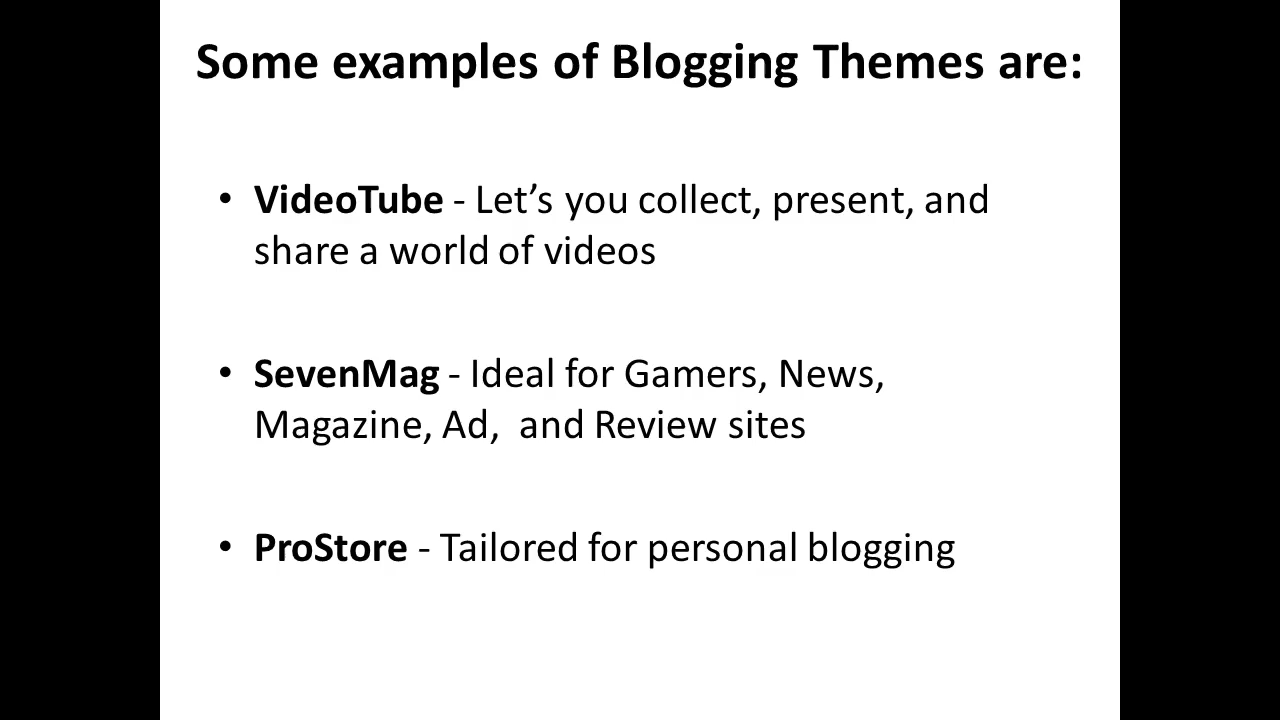 Some examples of Blogging Themes are:
• VideoTube - Let’s you collect, present, and
share a world of videos
• SevenMag - Ideal for Gamers, News,
Magazine, Ad,  and Review sites
• ProStore - Tailored for personal blogging